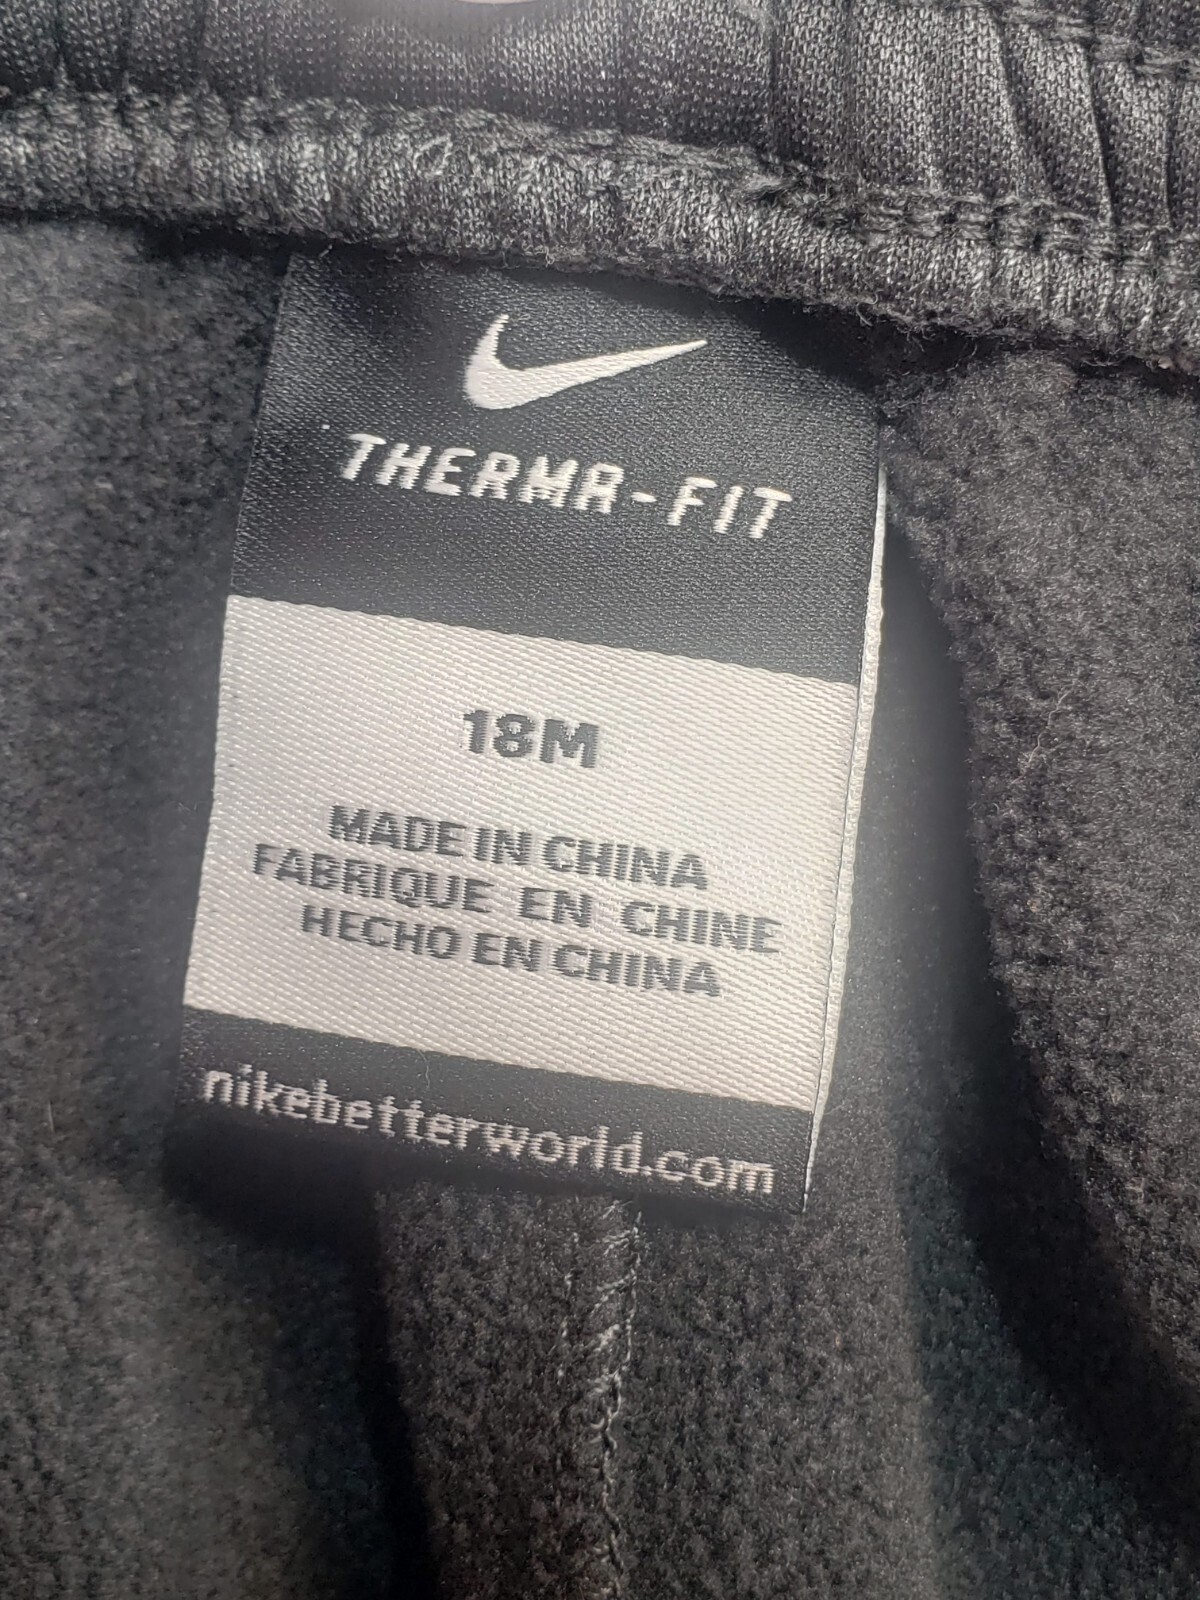 THERMA-FIT
18M
MADE IN CHINA
FABRIQUE EN CHINE
HECHO EN CHINA
nikebetterworld.com